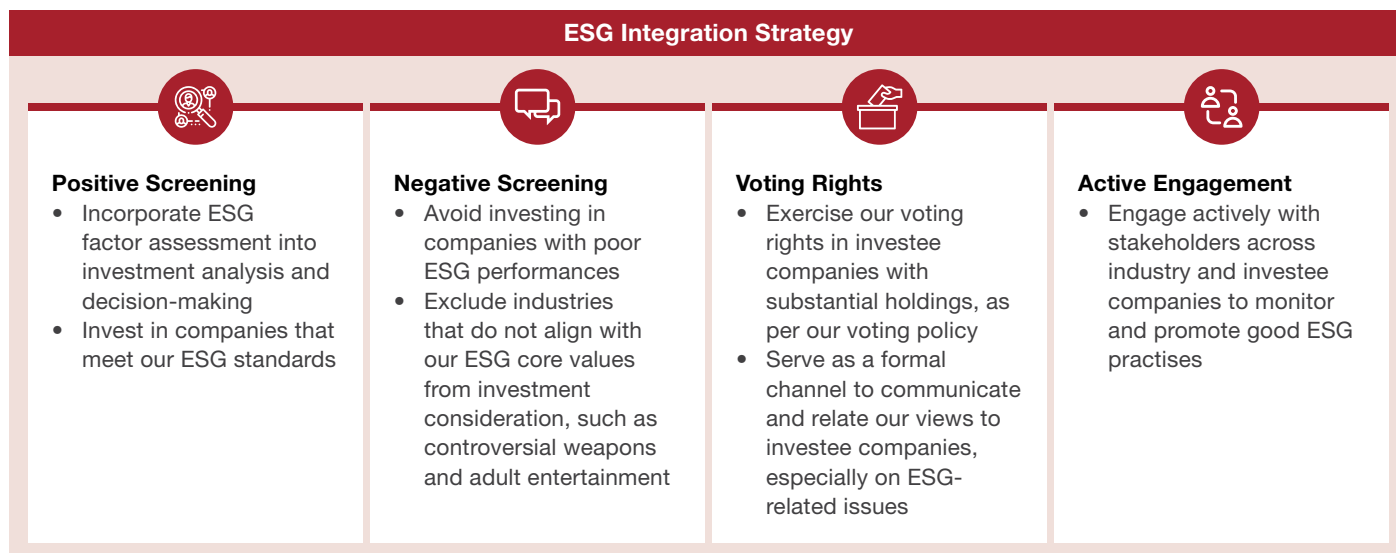 ESG Integration Strategy
Positive Screening
• Incorporate ESG
factor assessment into
investment analysis and
decision-making
• Invest in companies that
meet our ESG standards
Negative Screening
• Avoid investing in
companies with poor
ESG performances
• Exclude industries
that do not align with
our ESG core values
from investment
consideration, such as
controversial weapons
and adult entertainment
Voting Rights
• Exercise our voting
rights in investee
companies with
substantial holdings, as
per our voting policy
• Serve as a formal
channel to communicate
and relate our views to
investee companies,
especially on ESG-
related issues
Active Engagement
• Engage actively with
stakeholders across
industry and investee
companies to monitor
and promote good ESG
practises